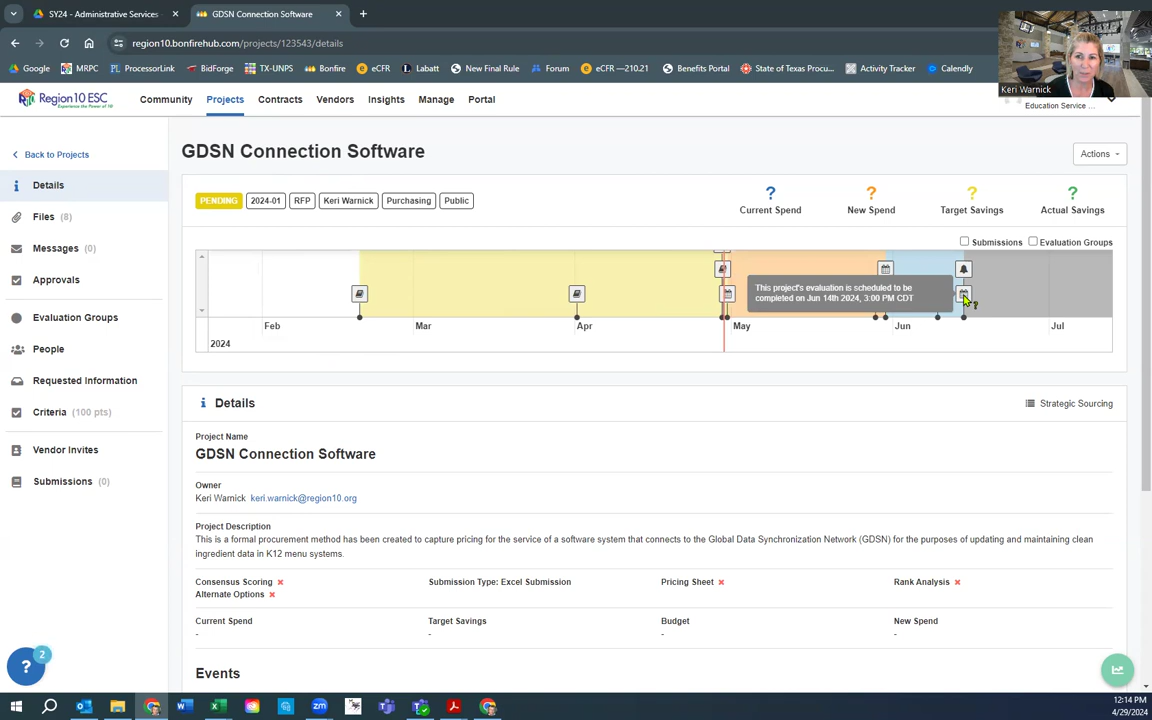 SY24 - Administrative Services
GDSN Connection Software
region10.bonfirehub.com/projects/123543/details
Google MRPC ProcessorLink BidForge TX-UNPS Bonfire eCFR Labatt New Final Rule Forum eCFR —210.21 Benefits Portal State of Texas Procu... Activity Tracker Calendly
Keri Warnick
Region10 ESC
Experience the Power of 10
Community Projects Contracts Vendors Insights Manage Portal
Education Service ...
Back to Projects
Details
Files (8)
Messages (0)
Approvals
Evaluation Groups
People
Requested Information
Criteria (100 pts)
Vendor Invites
Submissions (0)
GDSN Connection Software
Actions
PENDING 2024-01 RFP Keri Warnick Purchasing Public
? ? ? ?
Current Spend New Spend Target Savings Actual Savings
Submissions Evaluation Groups
This project's evaluation is scheduled to be
completed on Jun 14th 2024, 3:00 PM CDT
Feb Mar Apr May Jun Jul
2024
Details
Strategic Sourcing
Project Name
GDSN Connection Software
Owner
Keri Warnick keri.warnick@region10.org
Project Description
This is a formal procurement method has been created to capture pricing for the service of a software system that connects to the Global Data Synchronization Network (GDSN) for the purposes of updating and maintaining clean
ingredient data in K12 menu systems.
Consensus Scoring Submission Type: Excel Submission Pricing Sheet Rank Analysis
Alternate Options
Current Spend Target Savings Budget New Spend
- - - -
Events
? 2
12:14 PM
4/29/2024